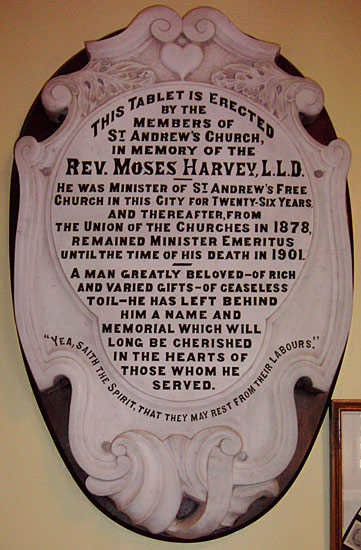 THIS TABLET IS ERECTED
BY THE
MEMBERS OF
ST ANDREW'S CHURCH,
IN MEMORY OF THE
REV. MOSES HARVEY, L.L.D.
HE WAS MINISTER OF ST ANDREW'S FREE
CHURCH IN THIS CITY FOR TWENTY-SIX YEARS,
AND THEREAFTER, FROM
THE UNION OF THE CHURCHES IN 1878,
REMAINED MINISTER EMERITUS
UNTIL THE TIME OF HIS DEATH IN 1901.
A MAN GREATLY BELOVED-OF RICH
AND VARIED GIFTS-OF CEASELESS
TOIL-HE HAS LEFT BEHIND
HIM A NAME AND
MEMORIAL WHICH WILL
LONG BE CHERISHED
IN THE HEARTS OF
THOSE WHOM HE
SERVED.
"YEA, SAITH THE SPIRIT, THAT THEY MAY REST FROM THEIR LABOURS."